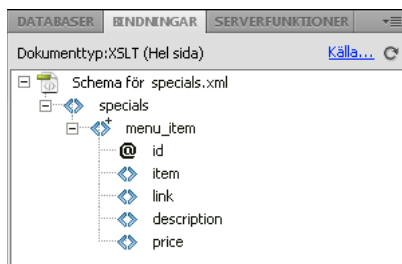 DATABASER BINDNINGAR SERVERFUNKTIONER
Dokumenttyp:XSLT (Hel sida) Källa...
Schema för specials.xml
specials
menu_item
id
item
link
description
price